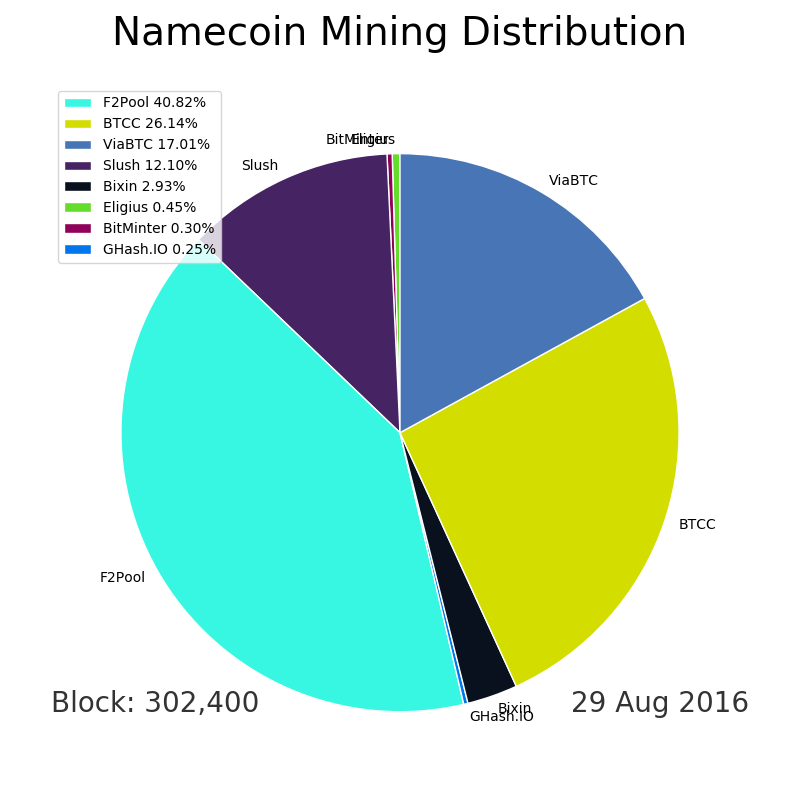 Namecoin Mining Distribution
F2Pool 40.82%
BTCC 26.14%
ViaBTC 17.01%
Slush 12.10%
Bixin 2.93%
Eligius 0.45%
BitMinter 0.30%
GHash.IO 0.25%
BitMinter
Eligius
Slush
ViaBTC
BTCC
F2Pool
Bixin
GHash.IO
Block: 302,400
29 Aug 2016